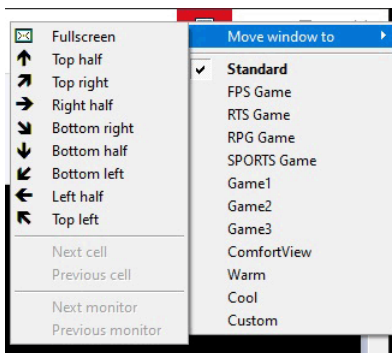 Fullscreen
Top half
Top right
Right half
Bottom right
Bottom half
Bottom left
Left half
Top left
Next cell
Previous cell
Next monitor
Previous monitor
Move window to
Standard
FPS Game
RTS Game
RPG Game
SPORTS Game
Game1
Game2
Game3
ComfortView
Warm
Cool
Custom